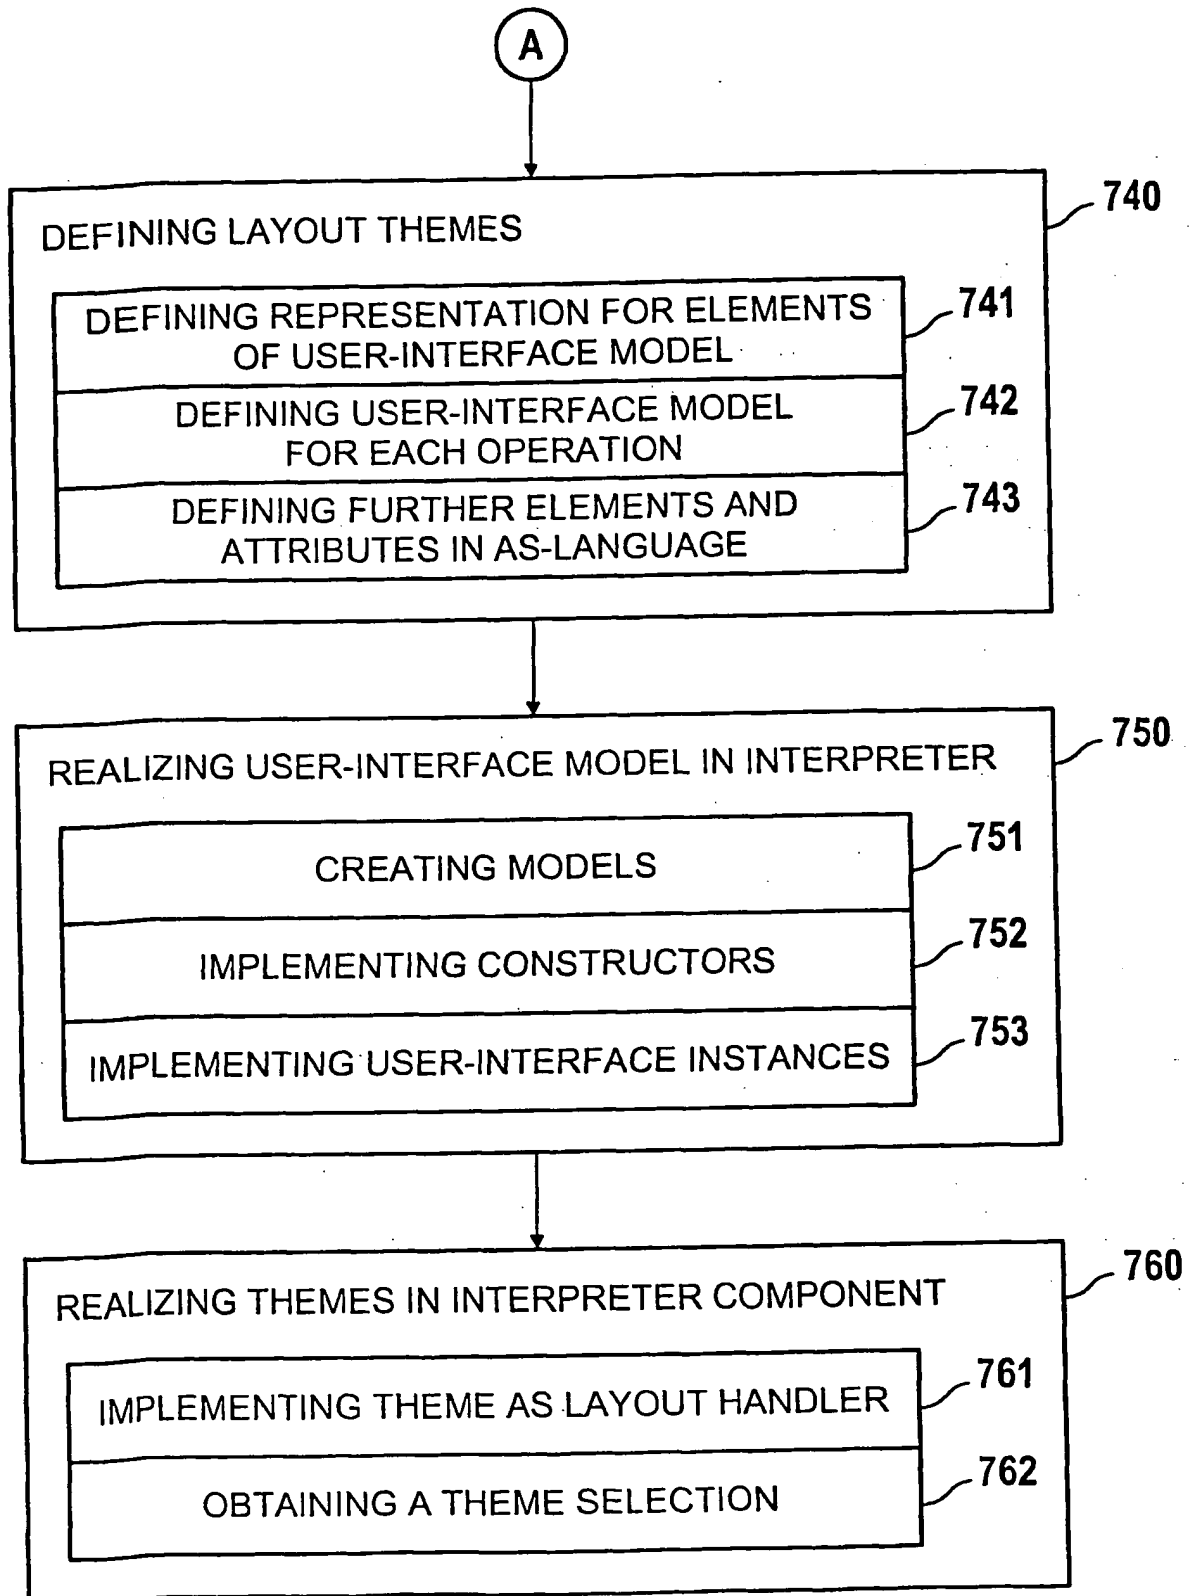 A
740
DEFINING LAYOUT THEMES
741
DEFINING REPRESENTATION FOR ELEMENTS
OF USER-INTERFACE MODEL
742
DEFINING USER-INTERFACE MODEL
FOR EACH OPERATION
743
DEFINING FURTHER ELEMENTS AND
ATTRIBUTES IN AS-LANGUAGE
750
REALIZING USER-INTERFACE MODEL IN INTERPRETER
751
CREATING MODELS
752
IMPLEMENTING CONSTRUCTORS
753
IMPLEMENTING USER-INTERFACE INSTANCES
760
REALIZING THEMES IN INTERPRETER COMPONENT
761
IMPLEMENTING THEME AS LAYOUT HANDLER
762
OBTAINING A THEME SELECTION